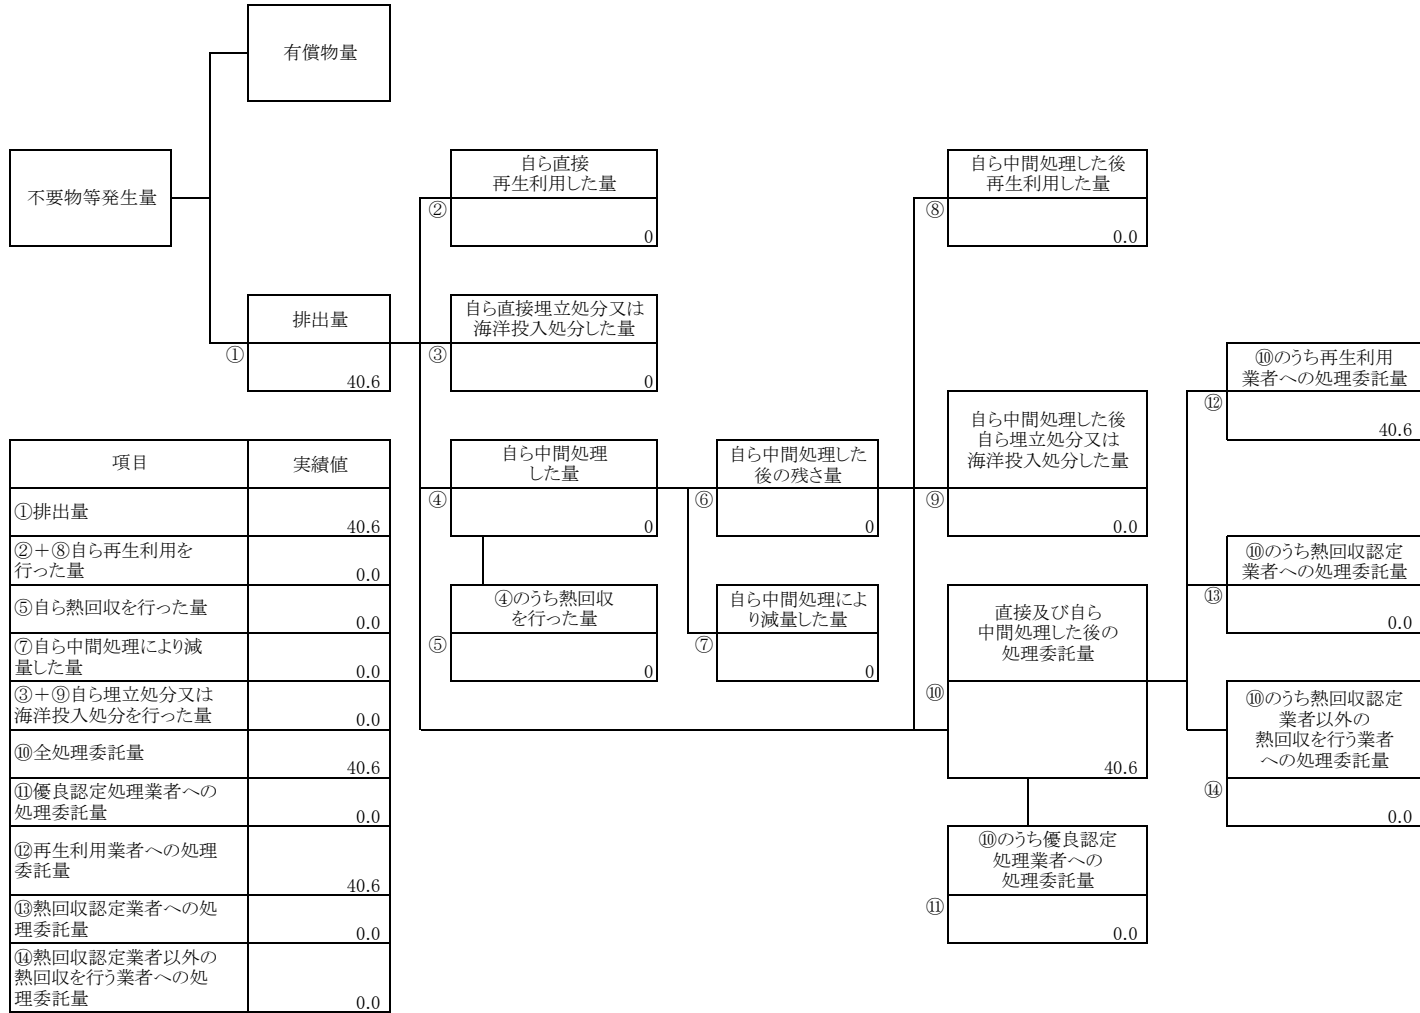 有償物量
不要物等発生量
自ら直接
再生利用した量
②
0
自ら中間処理した後
再生利用した量
⑧
0.0
排出量
①
40.6
自ら直接埋立処分又は
海洋投入処分した量
③
0
⑩のうち再生利用
業者への処理委託量
⑫
40.6
自ら中間処理
した量
④
0
自ら中間処理した
後の残さ量
⑥
0
自ら中間処理した後
自ら埋立処分又は
海洋投入処分した量
⑨
0.0
⑩のうち熱回収認定
業者への処理委託量
⑬
0.0
④のうち熱回収
を行った量
⑤
0
自ら中間処理によ
り減量した量
⑦
0
直接及び自ら
中間処理した後の
処理委託量
⑩
40.6
⑩のうち熱回収認定
業者以外の
熱回収を行う業者
への処理委託量
⑭
0.0
⑩のうち優良認定
処理業者への
処理委託量
⑪
0.0
項目 実績値
①排出量
40.6
②＋⑧自ら再生利用を
行った量
0.0
⑤自ら熱回収を行った量
0.0
⑦自ら中間処理により減
量した量
0.0
③＋⑨自ら埋立処分又は
海洋投入処分を行った量
0.0
⑩全処理委託量
40.6
⑪優良認定処理業者への
処理委託量
0.0
⑫再生利用業者への処理
委託量
40.6
⑬熱回収認定業者への処
理委託量
0.0
⑭熱回収認定業者以外の
熱回収を行う業者への処
理委託量
0.0